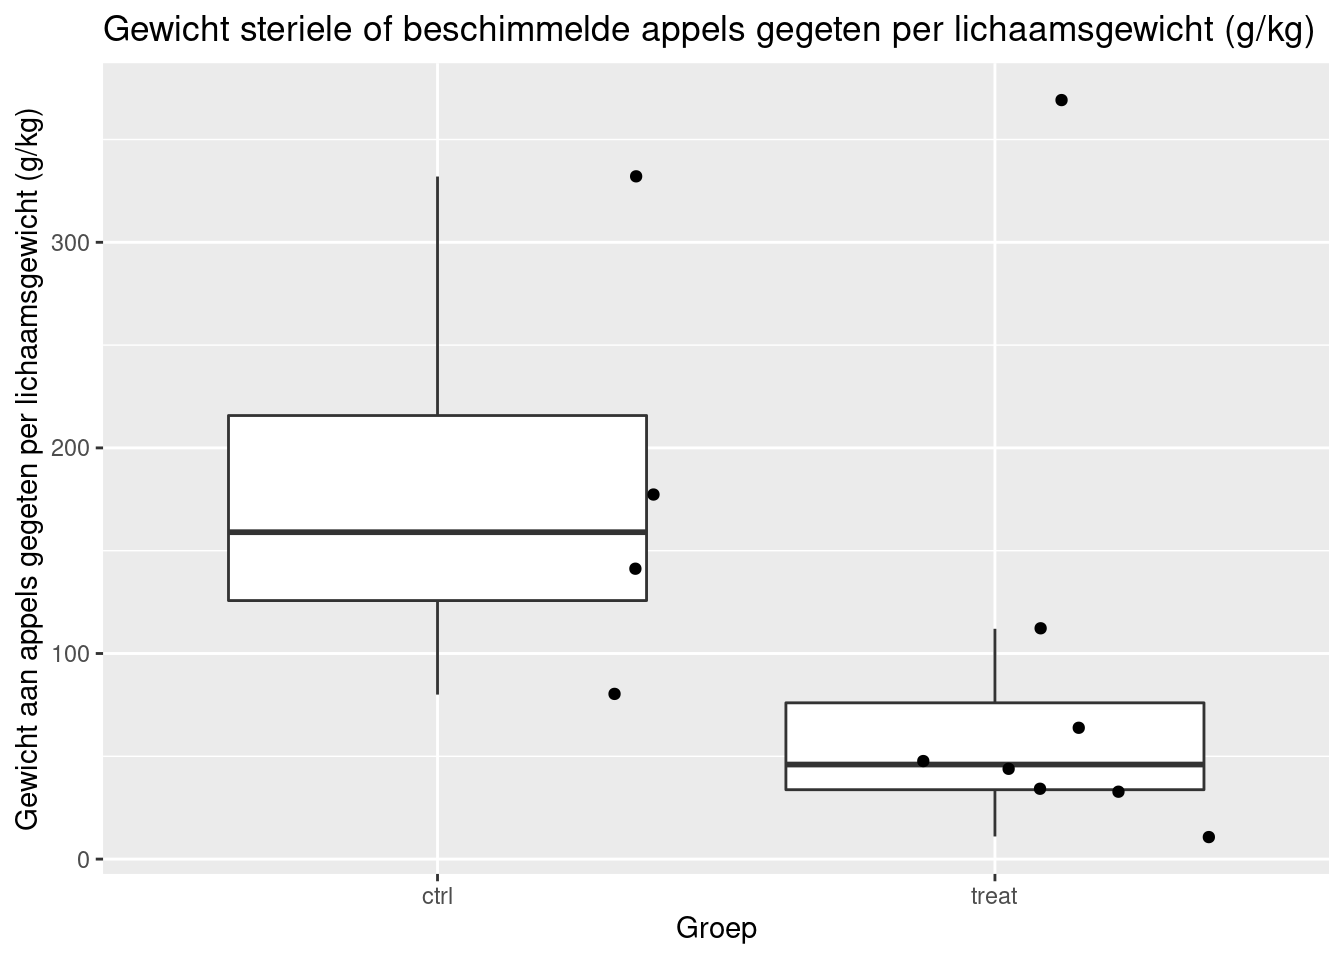 Gewicht steriele of beschimmelde appels gegeten per lichaamsgewicht (g/kg)
Gewicht aan appels gegeten per lichaamsgewicht (g/kg)
300
200
100
0
ctrl
treat
Groep